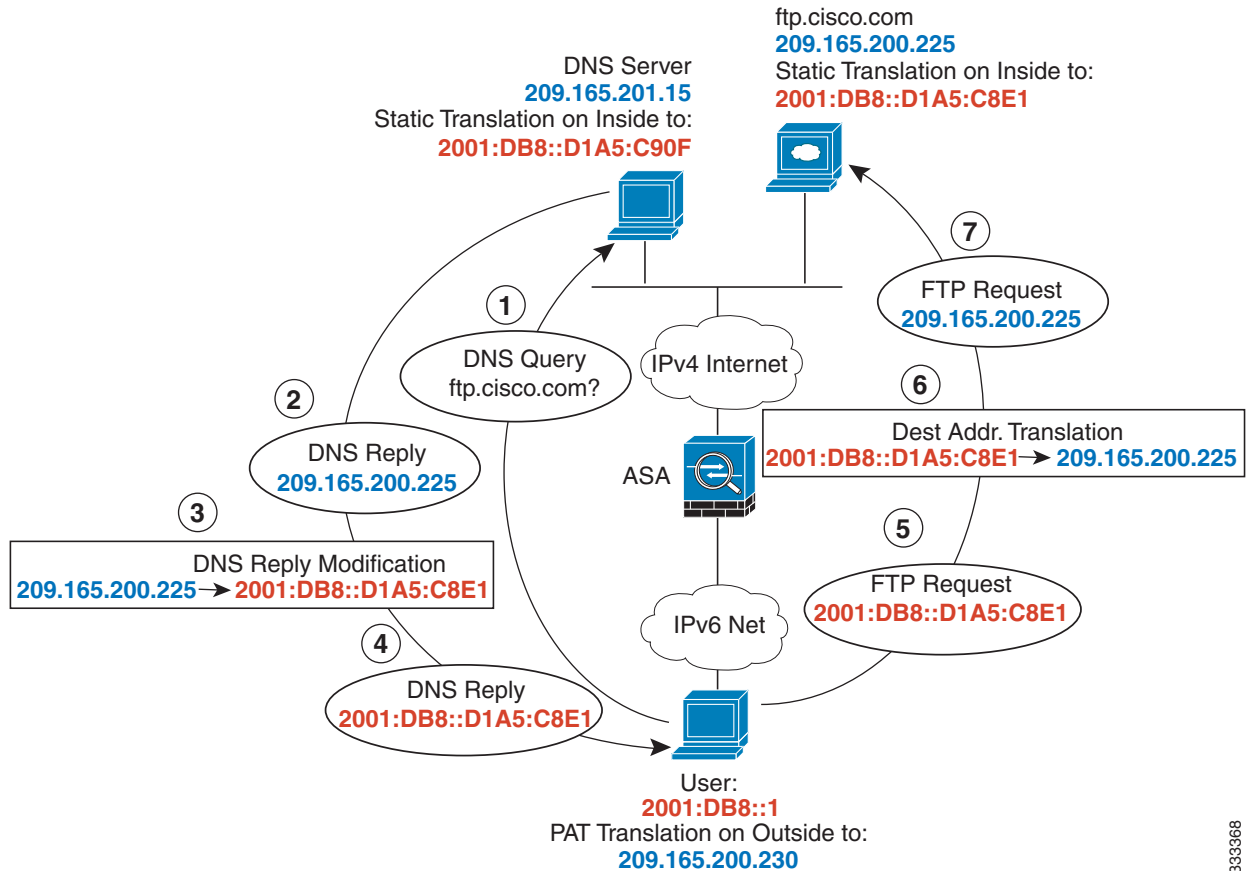 ftp.cisco.com
209.165.200.225
Static Translation on Inside to:
2001:DB8::D1A5:C8E1
DNS Server
209.165.201.15
Static Translation on Inside to:
2001:DB8::D1A5:C90F
1
DNS Query
ftp.cisco.com?
2
DNS Reply
209.165.200.225
3
DNS Reply Modification
209.165.200.225 → 2001:DB8::D1A5:C8E1
4
DNS Reply
2001:DB8::D1A5:C8E1
IPv4 Internet
ASA
IPv6 Net
7
FTP Request
209.165.200.225
6
Dest Addr. Translation
2001:DB8::D1A5:C8E1 → 209.165.200.225
5
FTP Request
2001:DB8::D1A5:C8E1
User:
2001:DB8::1
PAT Translation on Outside to:
209.165.200.230
333368